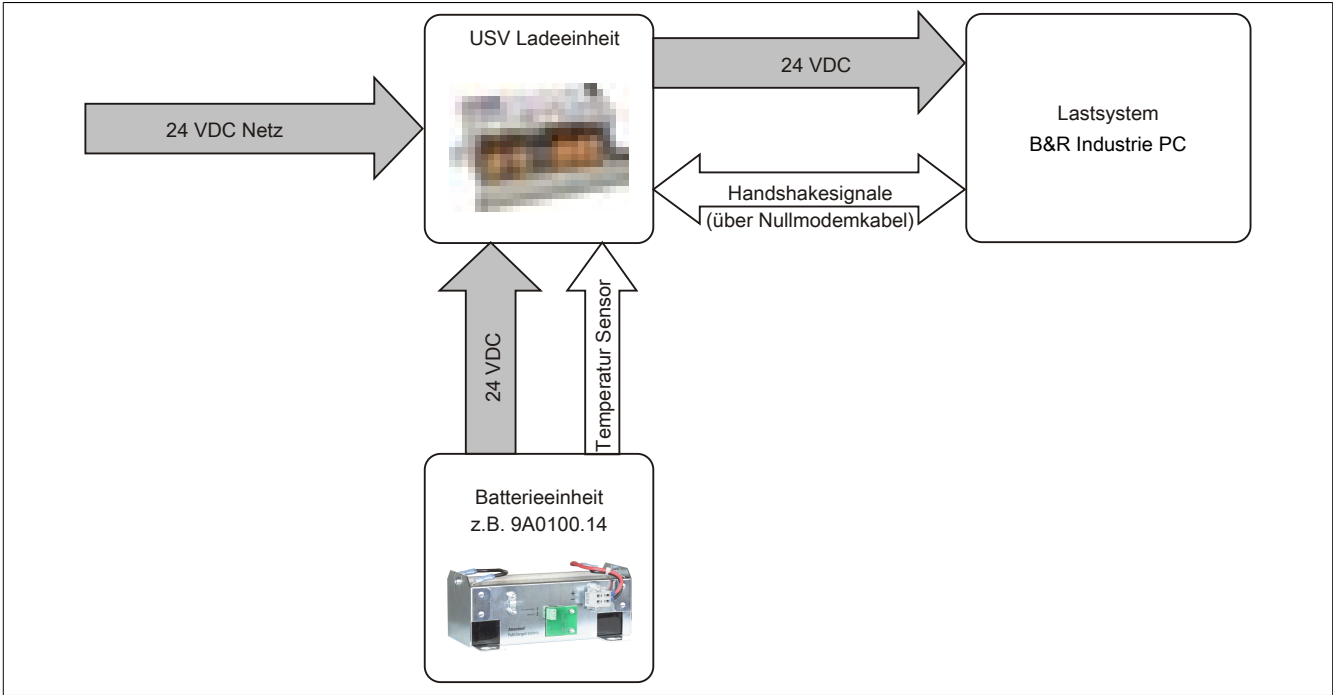 USV Ladeeinheit
24 VDC
24 VDC Netz
Lastsystem
B&R Industrie PC
Handshakesignale
(über Nullmodemkabel)
24 VDC
Temperatur Sensor
Batterieeinheit
z.B. 9A0100.14